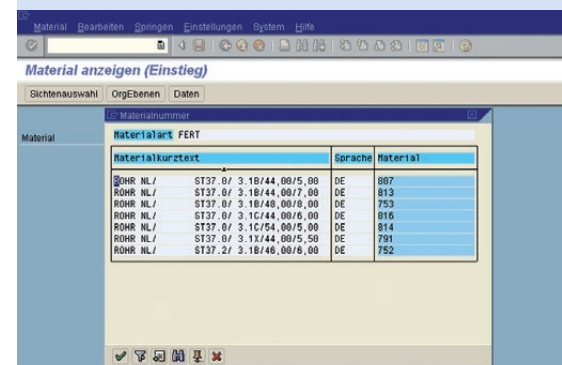 Material Bearbeiten Springen Einstellungen System Hilfe
Material anzeigen (Einstieg)
Sichtenauswahl OrgEbenen Daten
Materialnummer
Material
Materialart FERT
Materialkurztext Sprache Material
ROHR NL/ ST37.0/ 3.1B/44,00/5,00 DE 807
ROHR NL/ ST37.0/ 3.1B/44,00/7,00 DE 813
ROHR NL/ ST37.0/ 3.1B/48,00/8,00 DE 753
ROHR NL/ ST37.0/ 3.1C/44,00/6,00 DE 816
ROHR NL/ ST37.0/ 3.1C/54,00/5,00 DE 814
ROHR NL/ ST37.0/ 3.1X/44,00/5,50 DE 791
ROHR NL/ ST37.2/ 3.1B/46,00/6,00 DE 752